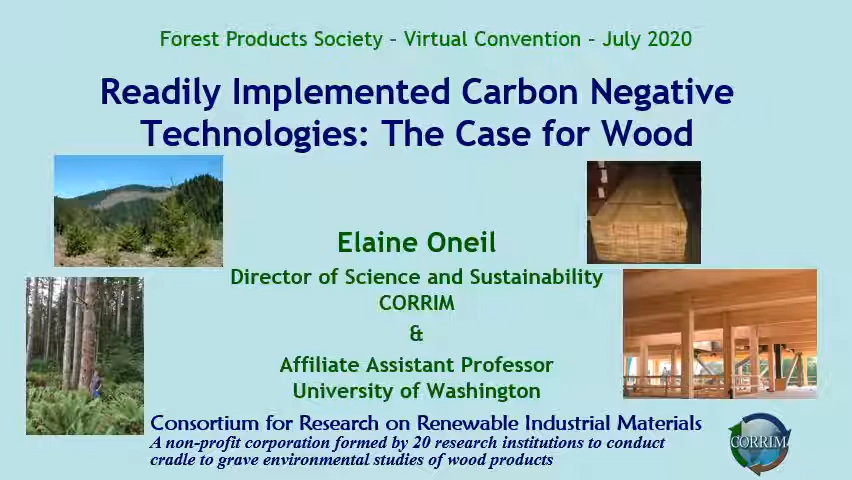 Forest Products Society – Virtual Convention – July 2020
Readily Implemented Carbon Negative
Technologies: The Case for Wood
Elaine Oneil
Director of Science and Sustainability
CORRIM
&
Affiliate Assistant Professor
University of Washington
Consortium for Research on Renewable Industrial Materials
A non-profit corporation formed by 20 research institutions to conduct
cradle to grave environmental studies of wood products
CORRIM